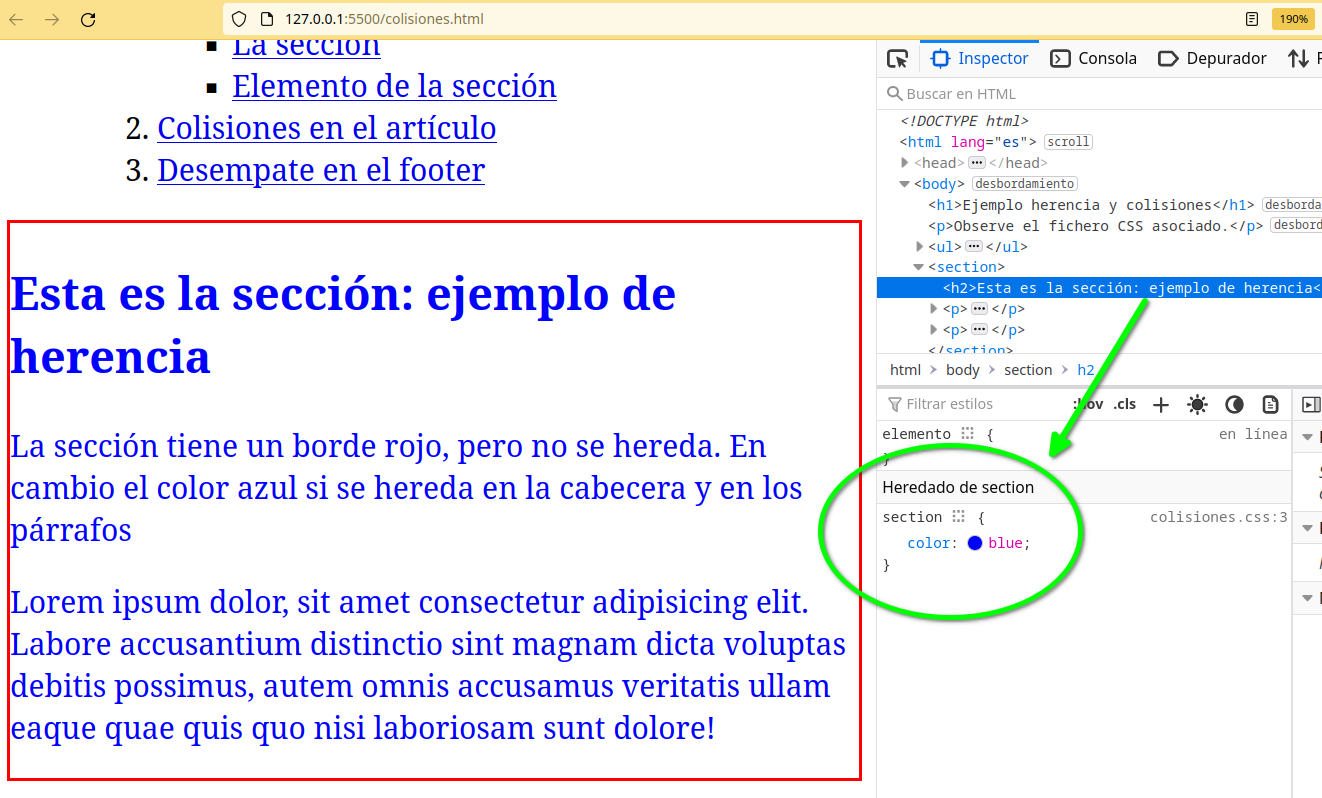 127.0.0.1:5500/colisiones.html
190%
La sección
Elemento de la sección
2. Colisiones en el artículo
3. Desempate en el footer
Esta es la sección: ejemplo de
herencia
La sección tiene un borde rojo, pero no se hereda. En
cambio el color azul si se hereda en la cabecera y en los
párrafos
Lorem ipsum dolor, sit amet consectetur adipisicing elit.
Labore accusantium distinctio sint magnam dicta voluptas
debitis possimus, autem omnis accusamus veritatis ullam
eaque quae quis quo nisi laboriosam sunt dolore!
Inspector Consola Depurador
Buscar en HTML
<!DOCTYPE html>
<html lang="es"> scroll
<head> ••• </head>
<body> desbordamiento
<h1>Ejemplo herencia y colisiones</h1> desborda
<p>Observe el fichero CSS asociado.</p> desbord
<ul> ••• </ul>
<section>
<h2>Esta es la sección: ejemplo de herencia<
<p> ••• </p>
<p> ••• </p>
</section>
html > body > section > h2
Filtrar estilos :hov .cls
elemento { en línea
}
Heredado de section
section { colisiones.css:3
color: blue;
}